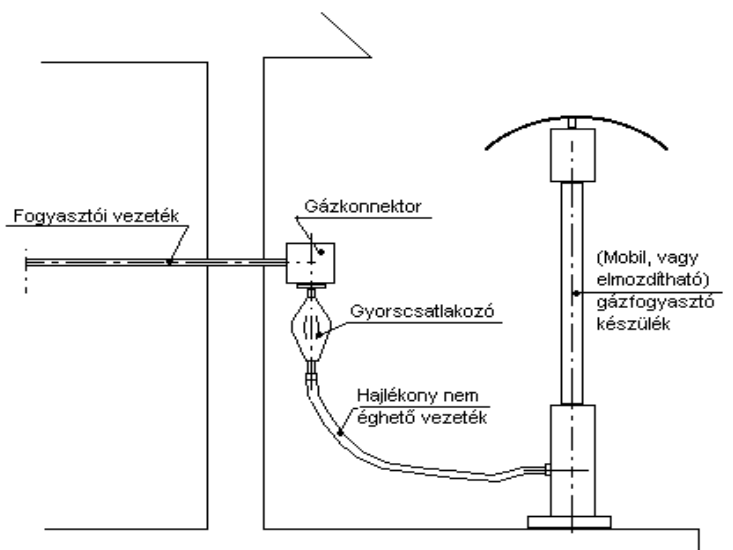 Fogyasztói vezeték
Gázkonnektor
(Mobil, vagy
elmozdítható)
gázfogyasztó
készülék
Gyorscsatlakozó
Hajlékony nem
éghető vezeték